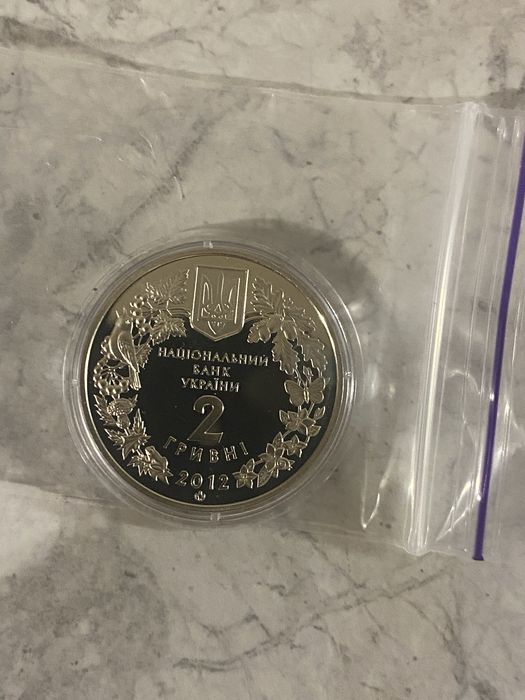 НАЦІОНАЛЬНИЙ
БАНК
УКРАЇНИ
2
ГРИВНІ
2012